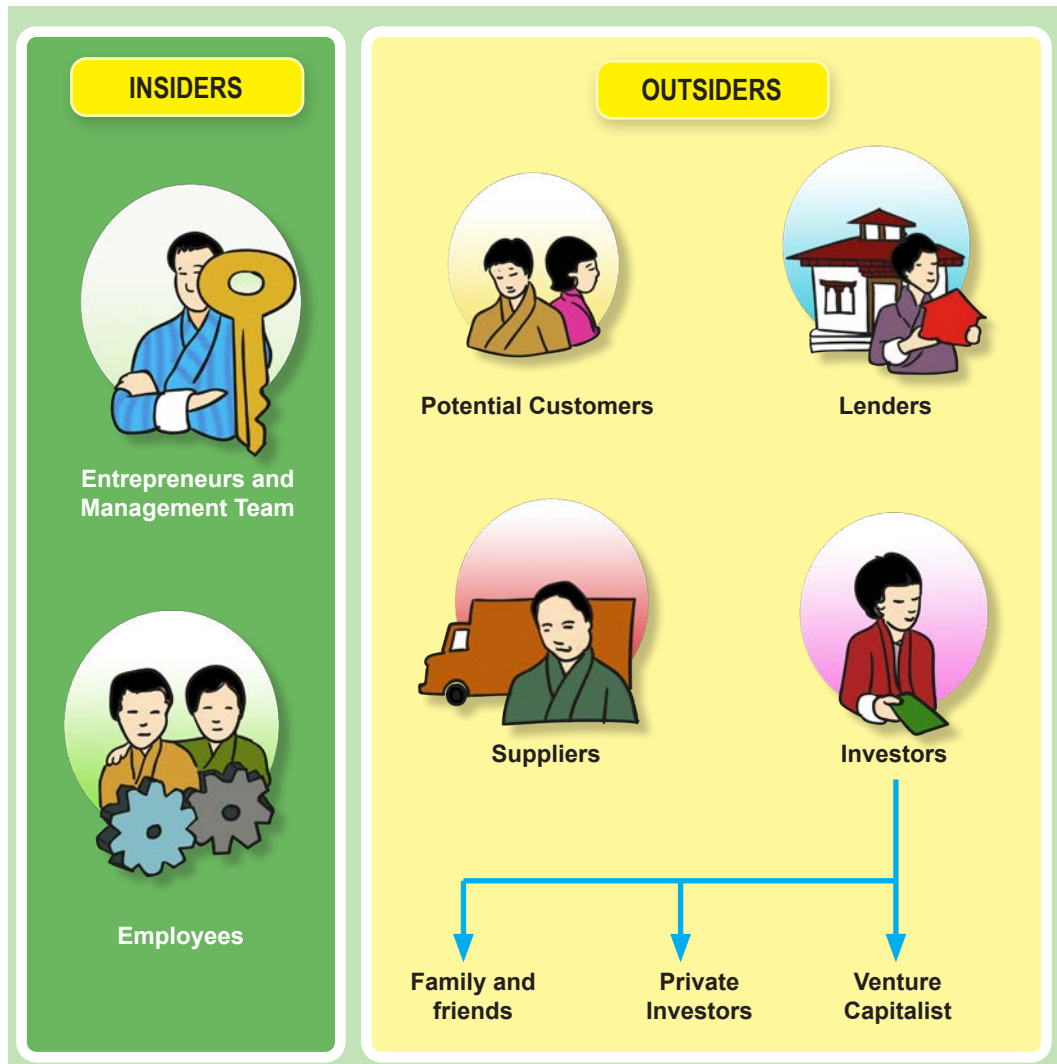 INSIDERS
Entrepreneurs and
Management Team
Employees
OUTSIDERS
Potential Customers
Lenders
Suppliers
Investors
Family and
friends
Private
Investors
Venture
Capitalist